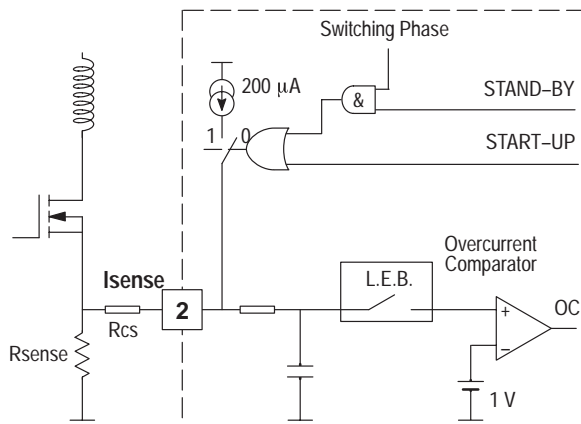 Switching Phase
200 μA
STAND–BY
&
1 0
START–UP
Overcurrent
Comparator
Isense
L.E.B.
2
+
OC
Rcs
–
Rsense
1 V